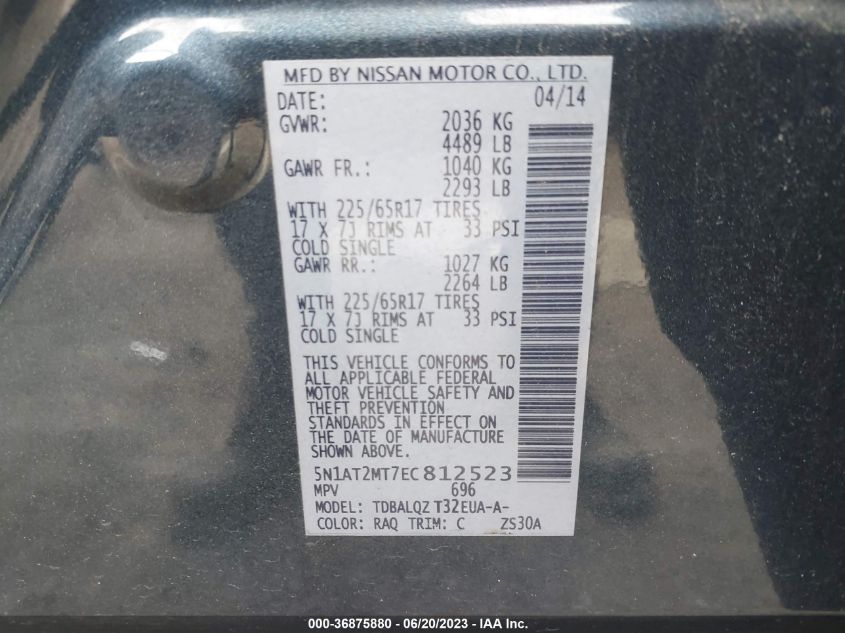 MFD BY NISSAN MOTOR CO., LTD.
DATE: 04/14
GVWR: 2036 KG
4489 LB
GAWR FR.: 1040 KG
2293 LB
WITH 225/65R17 TIRES
17 X 7J RIMS AT 33 PSI
COLD SINGLE
GAWR RR.: 1027 KG
2264 LB
WITH 225/65R17 TIRES
17 X 7J RIMS AT 33 PSI
COLD SINGLE
THIS VEHICLE CONFORMS TO
ALL APPLICABLE FEDERAL
MOTOR VEHICLE SAFETY AND
THEFT PREVENTION
STANDARDS IN EFFECT ON
THE DATE OF MANUFACTURE
SHOWN ABOVE.
5N1AT2MT7EC812523
MPV 696
MODEL: TDBALQZ T32EUA-A-
COLOR: RAQ TRIM: C ZS30A
000-36875880 - 06/20/2023 - IAA Inc.